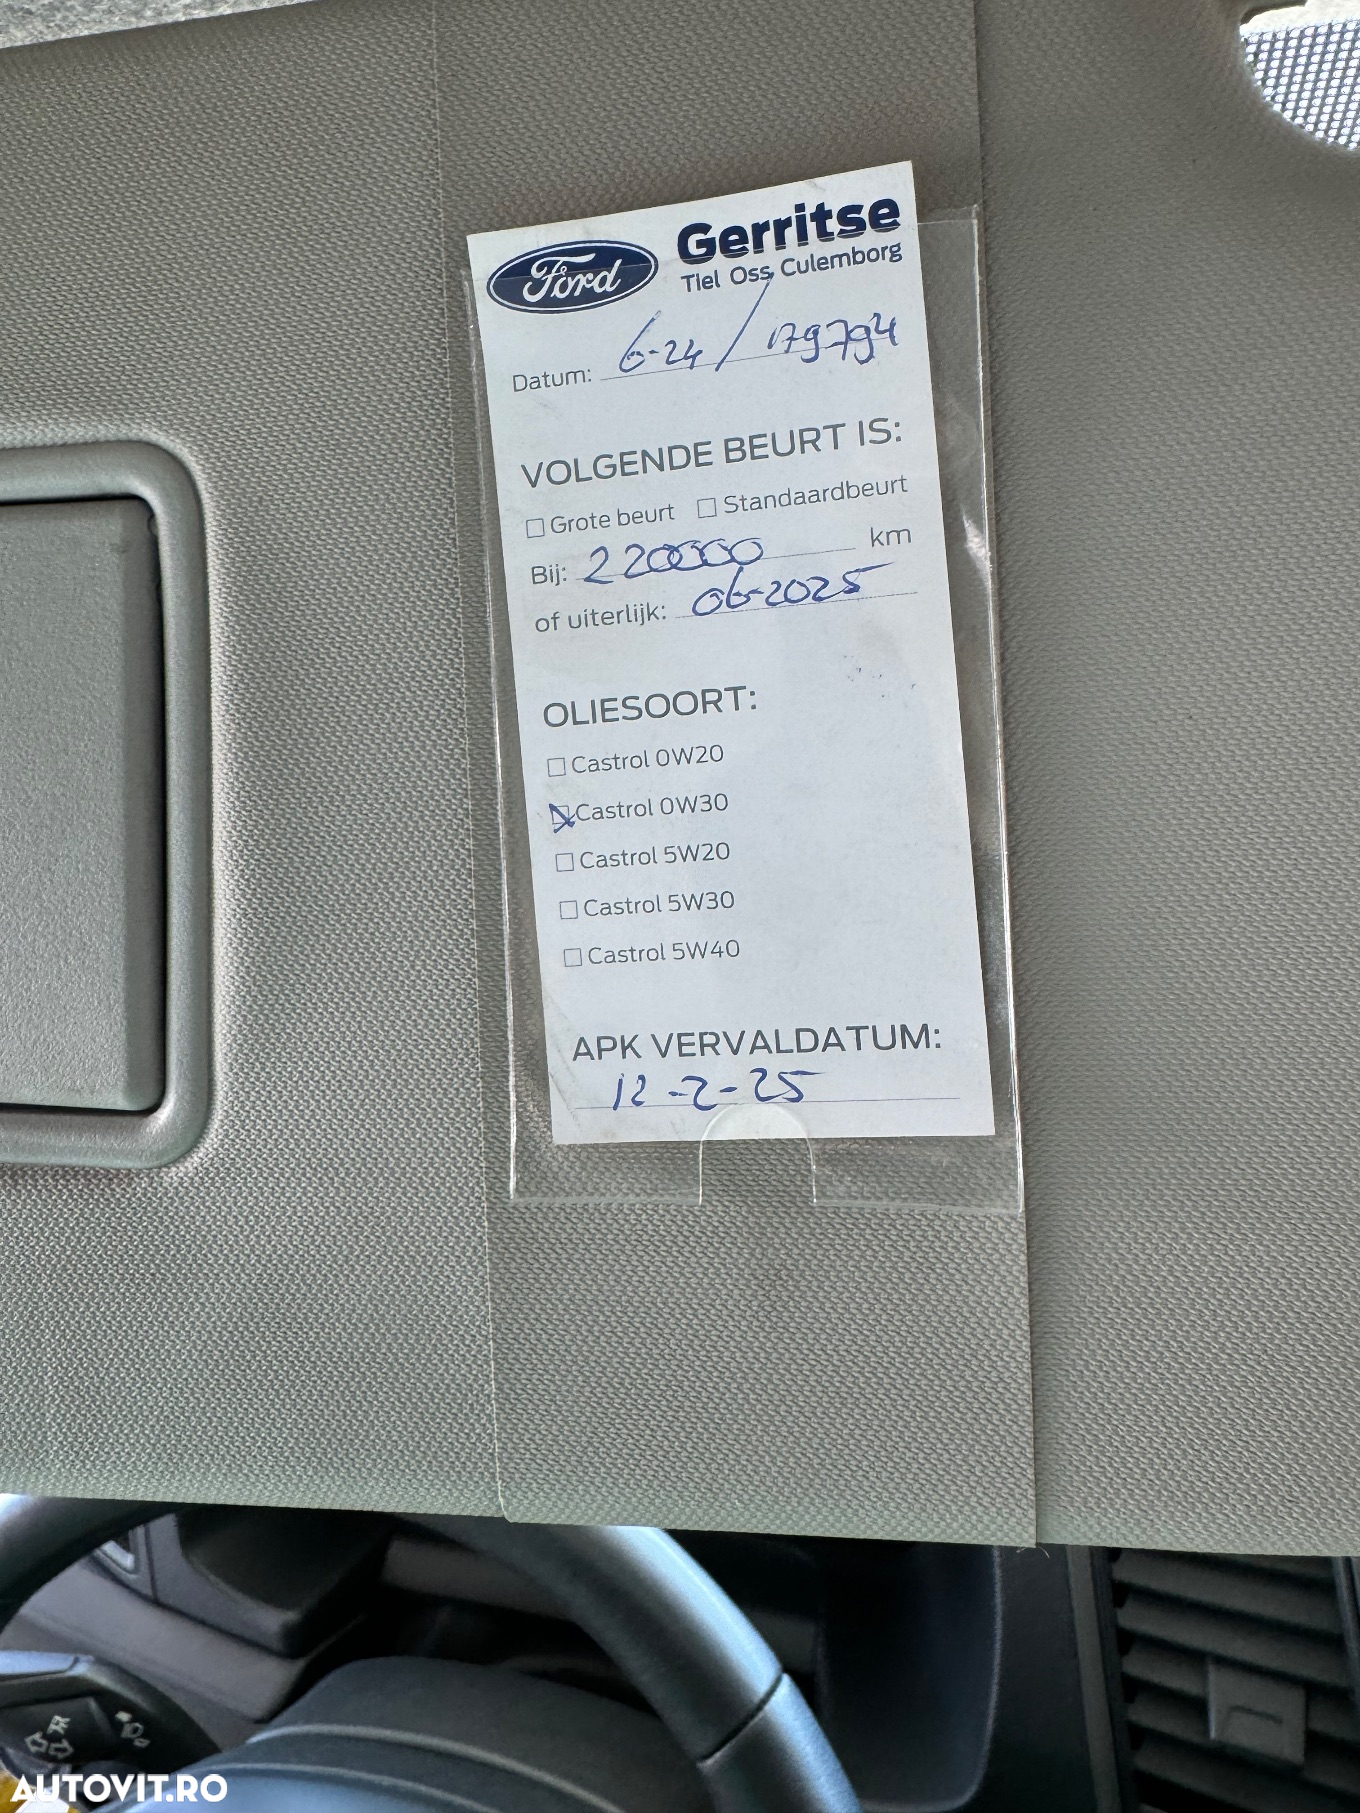 Ford Gerritse
Tiel Oss Culemborg
Datum: 6-24 / 179794
VOLGENDE BEURT IS:
☐ Grote beurt ☐ Standaardbeurt
Bij: 220000 km
of uiterlijk: 06-2025
OLIESOORT:
☐ Castrol 0W20
☒ Castrol 0W30
☐ Castrol 5W20
☐ Castrol 5W30
☐ Castrol 5W40
APK VERVALDATUM:
12-2-25
AUTOVIT.RO